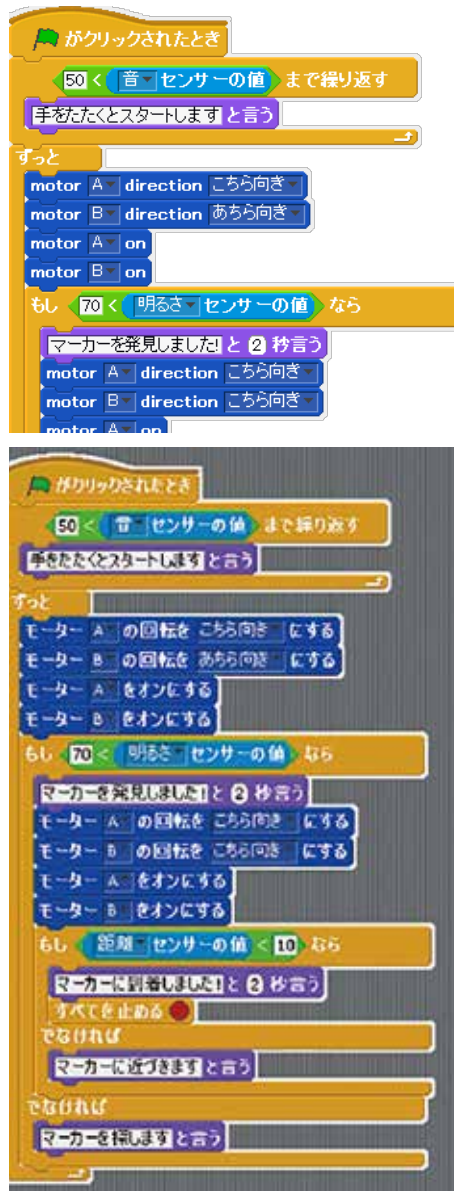 がクリックされたとき
50 < 音 センサーの値 まで繰り返す
手をたたくとスタートします と言う
ずっと
motor A direction こちら向き
motor B direction あちら向き
motor A on
motor B on
もし 70 < 明るさ センサーの値 なら
マーカーを発見しました! と 2 秒言う
motor A direction こちら向き
motor B direction こちら向き
motor A on
がクリックされたとき
50 < 音 センサーの値 まで繰り返す
手をたたくとスタートします と言う
ずっと
モーター A の回転を こちら向き にする
モーター B の回転を あちら向き にする
モーター A をオンにする
モーター B をオンにする
もし 70 < 明るさ センサーの値 なら
マーカーを発見しました! と 2 秒言う
モーター A の回転を こちら向き にする
モーター B の回転を こちら向き にする
モーター A をオンにする
モーター B をオンにする
もし 距離 センサーの値 < 10 なら
マーカーに到着しました! と 2 秒言う
すべてを止める
でなければ
マーカーに近づきます と言う
でなければ
マーカーを探します と言う